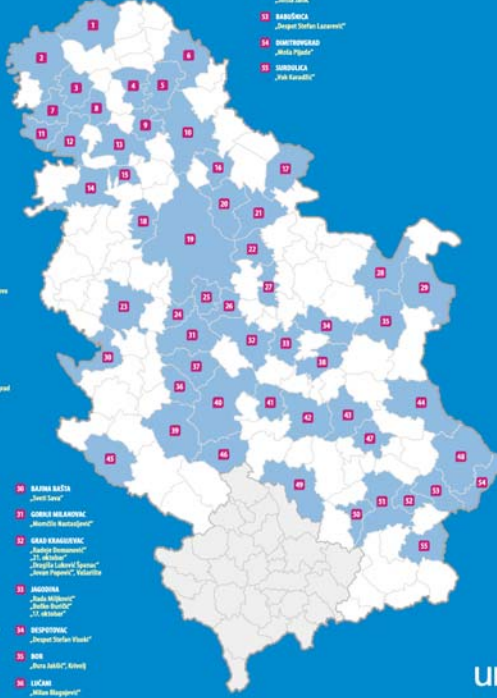 53 BABUŠNICA
„Despot Stefan Lazarević“
54 DIMITROVGRAD
„Moša Pijade“
55 SURDULICA
„Vuk Karadžić“
1
2
6
3
4
5
7
8
11
12
9
10
13
14
15
16
17
18
20
21
19
22
28
29
27
25
23
24
26
35
34
31
32
33
30
37
38
36
40
41
42
43
44
39
47
45
46
48
49
54
53
51
52
50
55
30 BAJINA BAŠTA
„Sveti Sava“
31 GORNJI MILANOVAC
„Momčilo Nastasijević“
32 GRAD KRAGUJEVAC
„Radoje Domanović“
„21. oktobar“
„Dragiša Luković Španac“
„Jovan Popović“,
33 JAGODINA
„Rada Miljković“
„Boško Đuričić“
„17. oktobar“
34 DESPOTOVAC
„Despot Stefan Visoki“
35 BOR
„Đura Jakšić“, Krivelj
36 LUČANI
„Milan Blagojević“